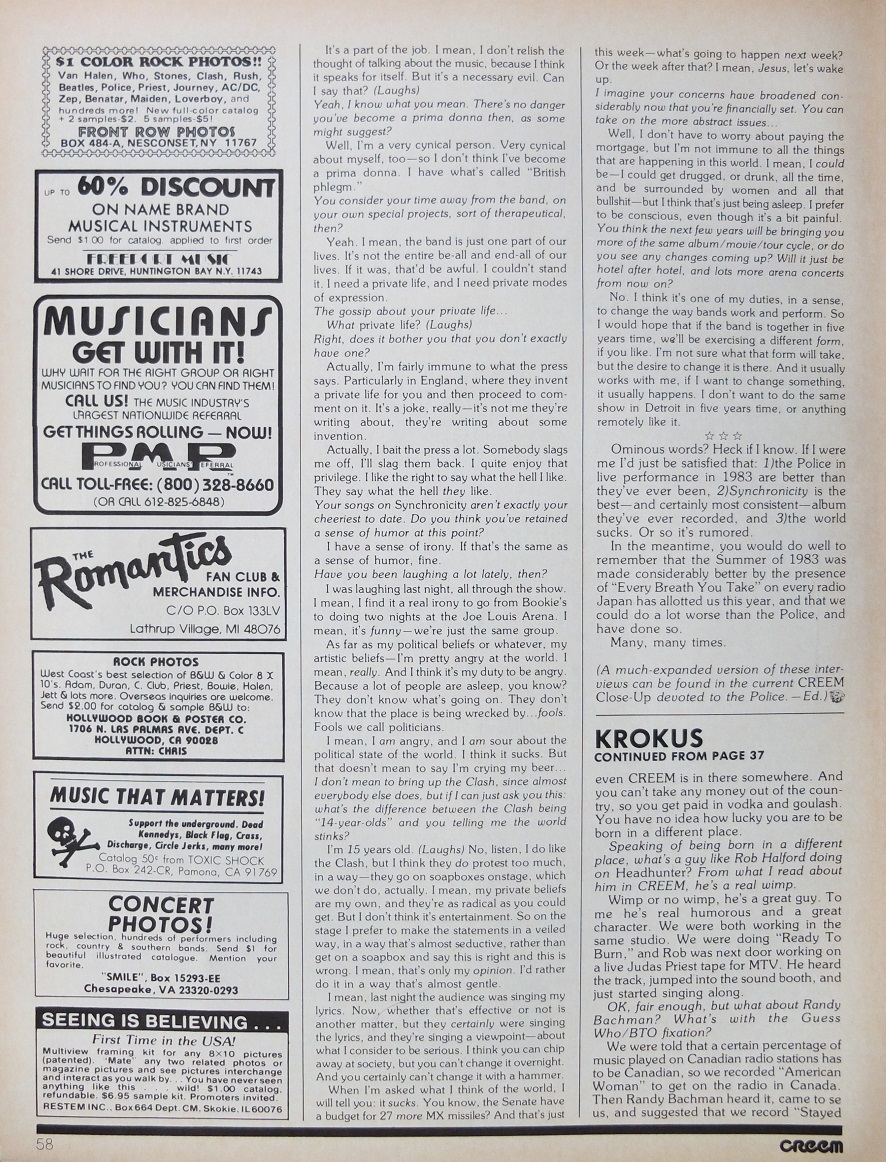 $1 COLOR ROCK PHOTOS!!
Van Halen, Who, Stones, Clash, Rush,
Beatles, Police, Priest, Journey, AC/DC,
Zep, Benatar, Maiden, Loverboy, and
hundreds more! New full-color catalog
+ 2 samples-$2. 5 samples-$5!
FRONT ROW PHOTOS
BOX 484-A, NESCONSET, NY 11767
UP TO 60% DISCOUNT
ON NAME BRAND
MUSICAL INSTRUMENTS
Send $1.00 for catalog. applied to first order
FREEPORT MUSIC
41 SHORE DRIVE, HUNTINGTON BAY N.Y. 11743
MUSICIANS
GET WITH IT!
WHY WAIT FOR THE RIGHT GROUP OR RIGHT
MUSICIANS TO FIND YOU? YOU CAN FIND THEM!
CALL US! THE MUSIC INDUSTRY'S
LARGEST NATIONWIDE REFERRAL
GET THINGS ROLLING — NOW!
PMR
PROFESSIONAL MUSICIANS REFERRAL
CALL TOLL-FREE: (800) 328-8660
(OR CALL 612-825-6848)
THE
Romantics
FAN CLUB &
MERCHANDISE INFO.
C/O P.O. Box 133LV
Lathrup Village, MI 48076
ROCK PHOTOS
West Coast's best selection of B&W & Color 8 X
10's. Adam, Duran, C. Club, Priest, Bowie, Halen,
Jett & lots more. Overseas inquiries are welcome.
Send $2.00 for catalog & sample B&W to:
HOLLYWOOD BOOK & POSTER CO.
1706 N. LAS PALMAS AVE. DEPT. C
HOLLYWOOD, CA 90028
ATTN: CHRIS
MUSIC THAT MATTERS!
Support the underground. Dead
Kennedys, Black Flag, Crass,
Discharge, Circle Jerks, many more!
Catalog 50¢ from TOXIC SHOCK
P.O. Box 242-CR, Pomona, CA 91769
CONCERT
PHOTOS!
Huge selection, hundreds of performers including
rock, country & southern bands. Send $1 for
beautiful illustrated catalogue. Mention your
favorite.
"SMILE", Box 15293-EE
Chesapeake, VA 23320-0293
SEEING IS BELIEVING . . .
First Time in the USA!
Multiview framing kit for any 8×10 pictures
(patented). 'Mate' any two related photos or
magazine pictures and see pictures interchange
and interact as you walk by. . . You have never seen
anything like this . . . wild! $1.00 catalog,
refundable. $6.95 sample kit. Promoters invited.
RESTEM INC., Box 664 Dept. CM, Skokie, IL 60076
It's a part of the job. I mean, I don't relish the
thought of talking about the music, because I think
it speaks for itself. But it's a necessary evil. Can
I say that? (Laughs)
Yeah, I know what you mean. There's no danger
you've become a prima donna then, as some
might suggest?
Well, I'm a very cynical person. Very cynical
about myself, too—so I don't think I've become
a prima donna. I have what's called "British
phlegm."
You consider your time away from the band, on
your own special projects, sort of therapeutical,
then?
Yeah. I mean, the band is just one part of our
lives. It's not the entire be-all and end-all of our
lives. If it was, that'd be awful. I couldn't stand
it. I need a private life, and I need private modes
of expression.
The gossip about your private life...
What private life? (Laughs)
Right, does it bother you that you don't exactly
have one?
Actually, I'm fairly immune to what the press
says. Particularly in England, where they invent
a private life for you and then proceed to com-
ment on it. It's a joke, really—it's not me they're
writing about, they're writing about some
invention.
Actually, I bait the press a lot. Somebody slags
me off, I'll slag them back. I quite enjoy that
privilege. I like the right to say what the hell I like.
They say what the hell they like.
Your songs on Synchronicity aren't exactly your
cheeriest to date. Do you think you've retained
a sense of humor at this point?
I have a sense of irony. If that's the same as
a sense of humor, fine.
Have you been laughing a lot lately, then?
I was laughing last night, all through the show.
I mean, I find it a real irony to go from Bookie's
to doing two nights at the Joe Louis Arena. I
mean, it's funny—we're just the same group.
As far as my political beliefs or whatever, my
artistic beliefs—I'm pretty angry at the world. I
mean, really. And I think it's my duty to be angry.
Because a lot of people are asleep, you know?
They don't know what's going on. They don't
know that the place is being wrecked by...fools.
Fools we call politicians.
I mean, I am angry, and I am sour about the
political state of the world. I think it sucks. But
that doesn't mean to say I'm crying my beer...
I don't mean to bring up the Clash, since almost
everybody else does, but if I can just ask you this:
what's the difference between the Clash being
"14-year-olds" and you telling me the world
stinks?
I'm 15 years old. (Laughs) No, listen, I do like
the Clash, but I think they do protest too much,
in a way—they go on soapboxes onstage, which
we don't do, actually. I mean, my private beliefs
are my own, and they're as radical as you could
get. But I don't think it's entertainment. So on the
stage I prefer to make the statements in a veiled
way, in a way that's almost seductive, rather than
get on a soapbox and say this is right and this is
wrong. I mean, that's only my opinion. I'd rather
do it in a way that's almost gentle.
I mean, last night the audience was singing my
lyrics. Now, whether that's effective or not is
another matter, but they certainly were singing
the lyrics, and they're singing a viewpoint—about
what I consider to be serious. I think you can chip
away at society, but you can't change it overnight.
And you certainly can't change it with a hammer.
When I'm asked what I think of the world, I
will tell you: it sucks. You know, the Senate have
a budget for 27 more MX missiles? And that's just
this week—what's going to happen next week?
Or the week after that? I mean, Jesus, let's wake
up.
I imagine your concerns have broadened con-
siderably now that you're financially set. You can
take on the more abstract issues...
Well, I don't have to worry about paying the
mortgage, but I'm not immune to all the things
that are happening in this world. I mean, I could
be—I could get drugged, or drunk, all the time,
and be surrounded by women and all that
bullshit—but I think that's just being asleep. I prefer
to be conscious, even though it's a bit painful.
You think the next few years will be bringing you
more of the same album/movie/tour cycle, or do
you see any changes coming up? Will it just be
hotel after hotel, and lots more arena concerts
from now on?
No. I think it's one of my duties, in a sense,
to change the way bands work and perform. So
I would hope that if the band is together in five
years time, we'll be exercising a different form,
if you like. I'm not sure what that form will take,
but the desire to change it is there. And it usually
works with me, if I want to change something,
it usually happens. I don't want to do the same
show in Detroit in five years time, or anything
remotely like it.
☆ ☆ ☆
Ominous words? Heck if I know. If I were
me I'd just be satisfied that: 1)the Police in
live performance in 1983 are better than
they've ever been, 2)Synchronicity is the
best—and certainly most consistent—album
they've ever recorded, and 3)the world
sucks. Or so it's rumored.
In the meantime, you would do well to
remember that the Summer of 1983 was
made considerably better by the presence
of "Every Breath You Take" on every radio
Japan has allotted us this year, and that we
could do a lot worse than the Police, and
have done so.
Many, many times.
(A much-expanded version of these inter-
views can be found in the current CREEM
Close-Up devoted to the Police. —Ed.)
KROKUS
CONTINUED FROM PAGE 37
even CREEM is in there somewhere. And
you can't take any money out of the coun-
try, so you get paid in vodka and goulash.
You have no idea how lucky you are to be
born in a different place.
Speaking of being born in a different
place, what's a guy like Rob Halford doing
on Headhunter? From what I read about
him in CREEM, he's a real wimp.
Wimp or no wimp, he's a great guy. To
me he's real humorous and a great
character. We were both working in the
same studio. We were doing "Ready To
Burn," and Rob was next door working on
a live Judas Priest tape for MTV. He heard
the track, jumped into the sound booth, and
just started singing along.
OK, fair enough, but what about Randy
Bachman? What's with the Guess
Who/BTO fixation?
We were told that a certain percentage of
music played on Canadian radio stations has
to be Canadian, so we recorded "American
Woman" to get on the radio in Canada.
Then Randy Bachman heard it, came to se
us, and suggested that we record "Stayed
58
CREEM